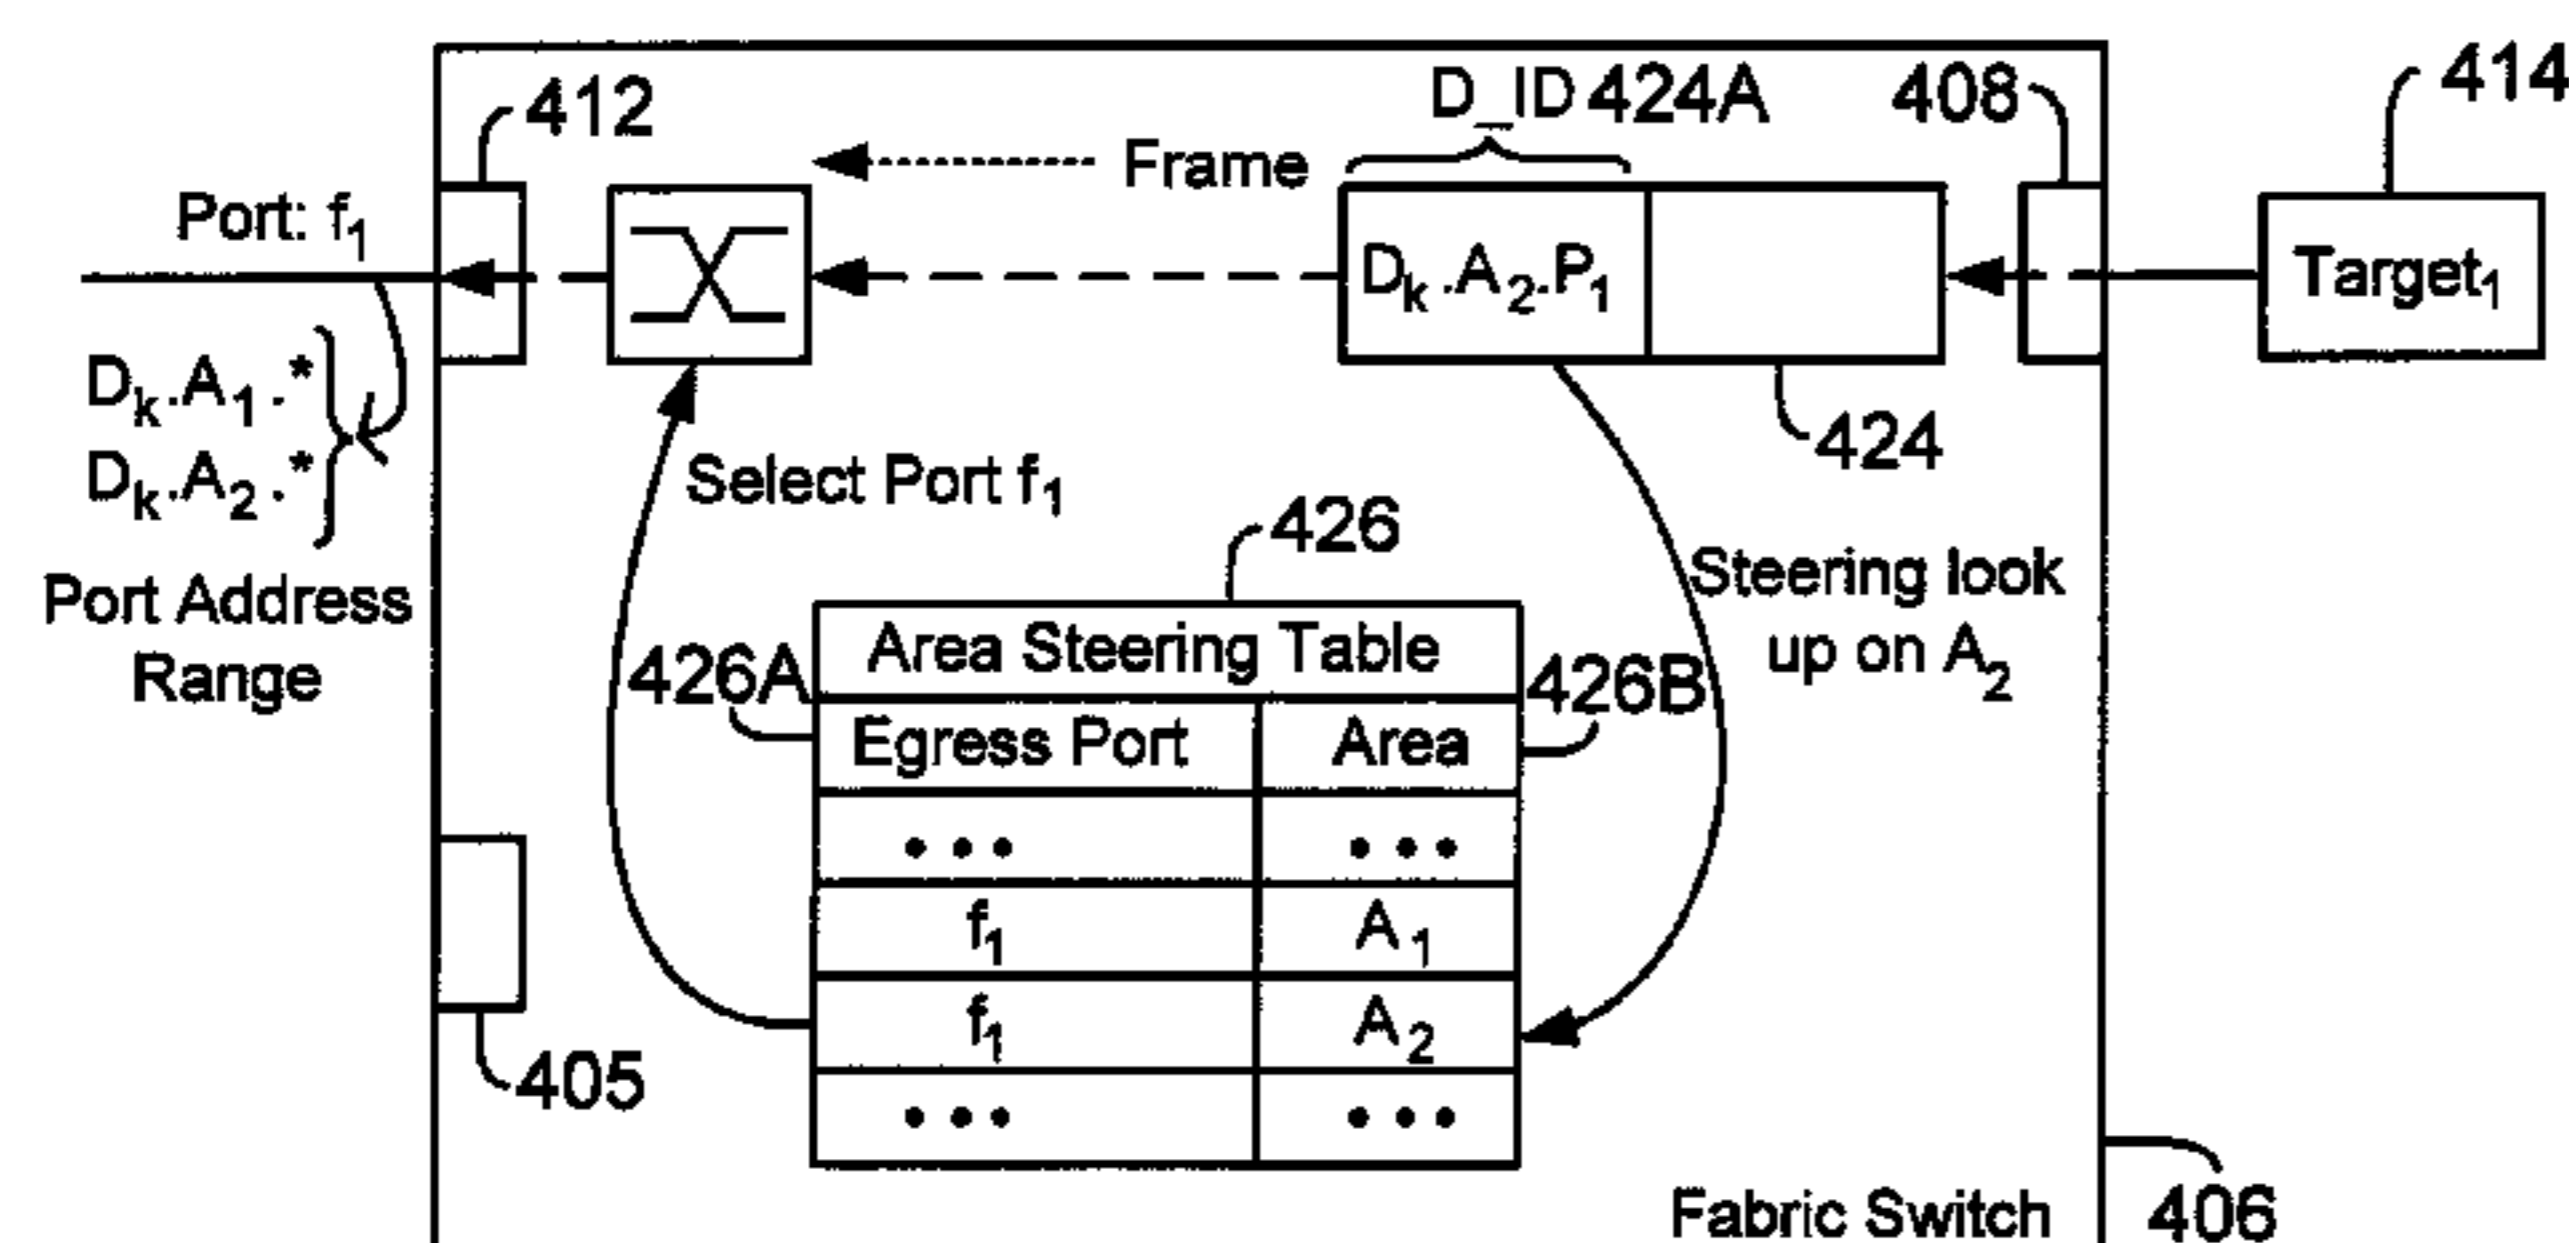 D_ID 424A
408
414
412
Frame
Port: f₁
Dₖ.A₂.P₁
Target₁
Dₖ.A₁.*
Dₖ.A₂.*
424
Select Port f₁
426
Steering look
up on A₂
Port Address
Range
Area Steering Table
426A
426B
Egress Port Area
••• •••
f₁ A₁
f₁ A₂
••• •••
405
Fabric Switch
406